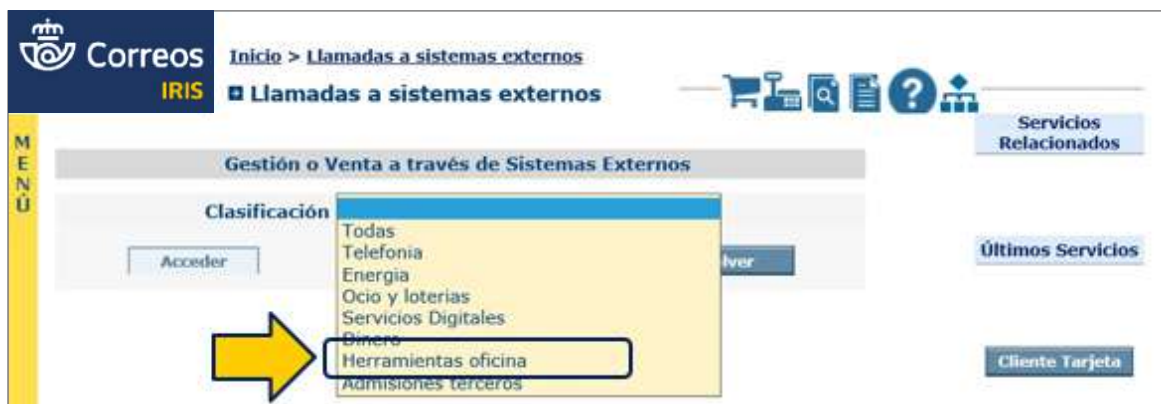 Correos
IRIS
Inicio > Llamadas a sistemas externos
Llamadas a sistemas externos
Servicios
Relacionados
MENÚ
Gestión o Venta a través de Sistemas Externos
Clasificación
Todas
Telefonia
Energia
Ocio y loterias
Servicios Digitales
Dinero
Herramientas oficina
Admisiones terceros
Acceder
Últimos Servicios
Cliente Tarjeta